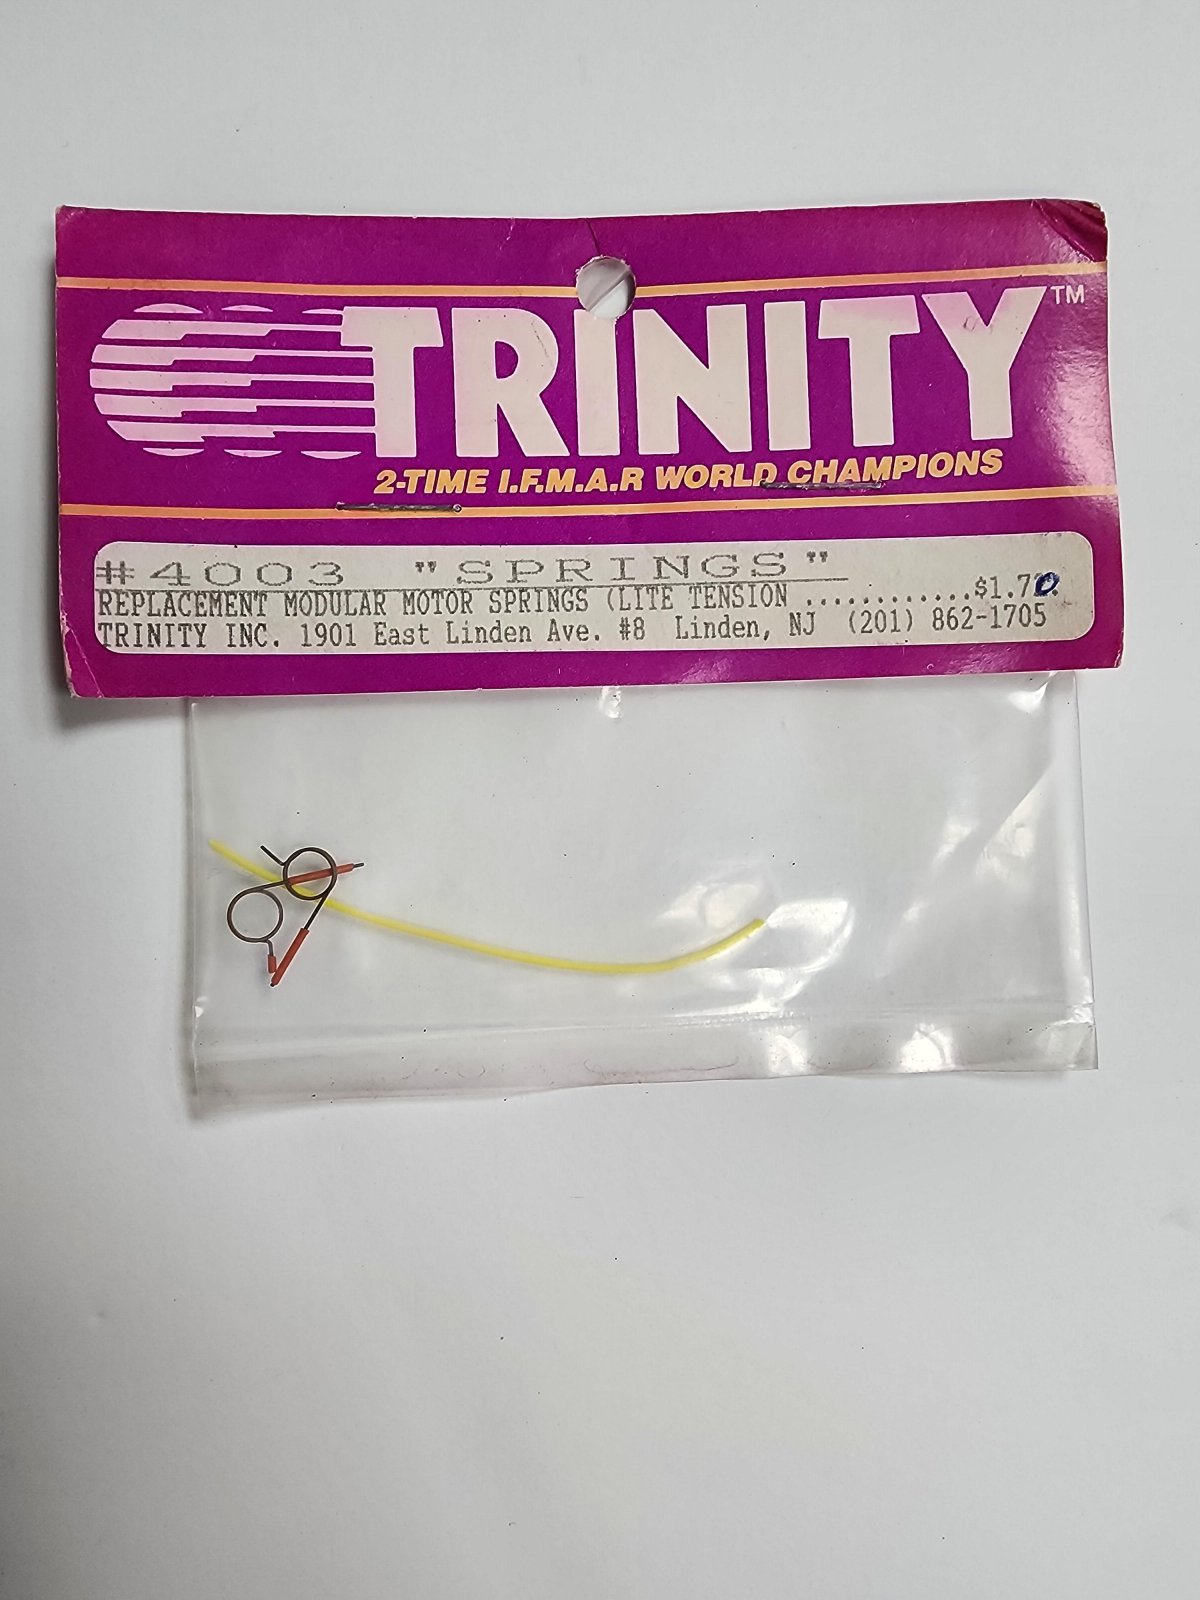 TRINITY™
2-TIME I.F.M.A.R WORLD CHAMPIONS
#4003 "SPRINGS"
REPLACEMENT MODULAR MOTOR SPRINGS (LITE TENSION ............$1.70
TRINITY INC. 1901 East Linden Ave. #8 Linden, NJ (201) 862-1705